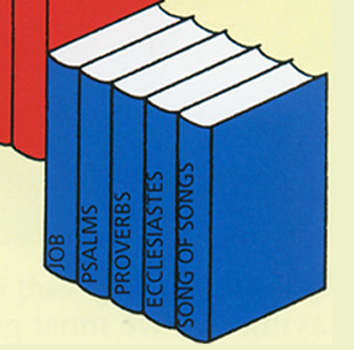 JOB
PSALMS
PROVERBS
ECCLESIASTES
SONG OF SONGS